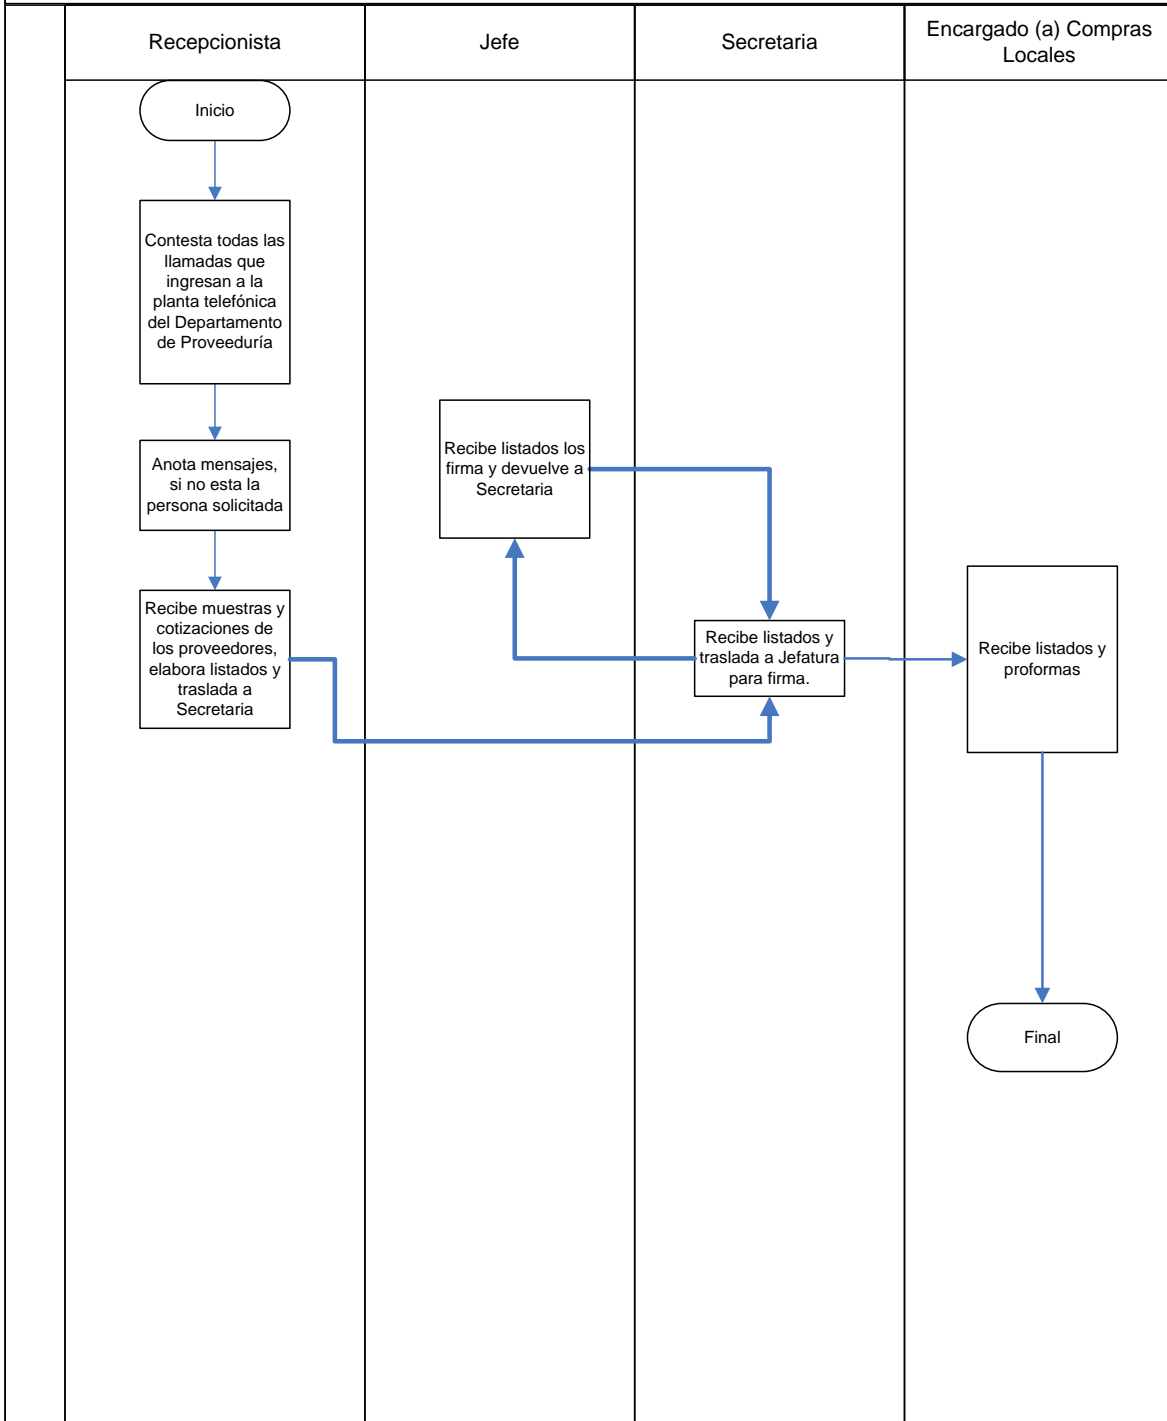 Recepcionista
Jefe
Secretaria
Encargado (a) Compras
Locales
Inicio
Contesta todas las
llamadas que
ingresan a la
planta telefónica
del Departamento
de Proveeduría
Anota mensajes,
si no esta la
persona solicitada
Recibe muestras y
cotizaciones de
los proveedores,
elabora listados y
traslada a
Secretaria
Recibe listados los
firma y devuelve a
Secretaria
Recibe listados y
traslada a Jefatura
para firma.
Recibe listados y
proformas
Final